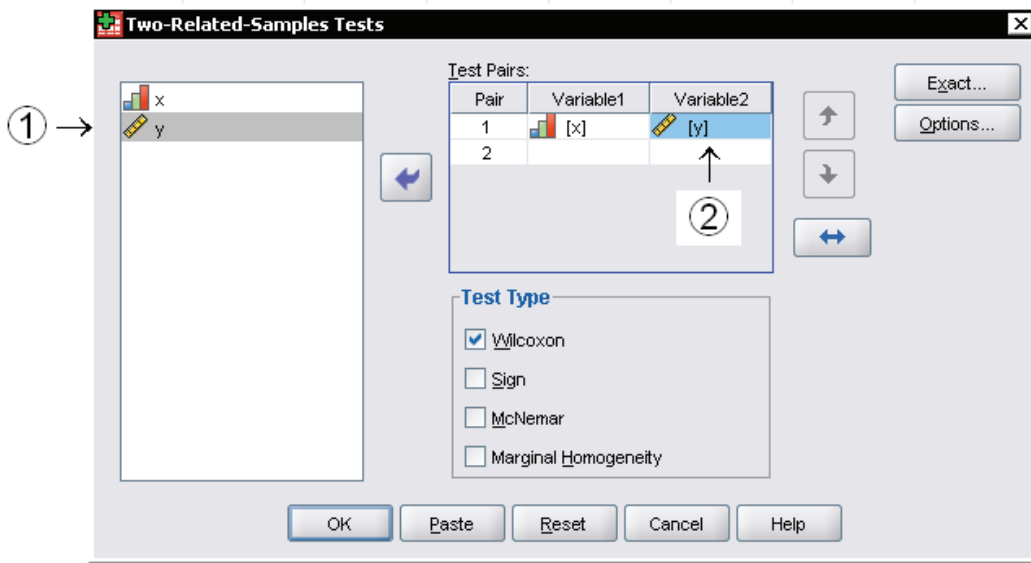 Two-Related-Samples Tests
x
① → y
Test Pairs:
Pair Variable1 Variable2
1 [x] [y]
2
②
Exact...
Options...
Test Type
Wilcoxon
Sign
McNemar
Marginal Homogeneity
OK Paste Reset Cancel Help